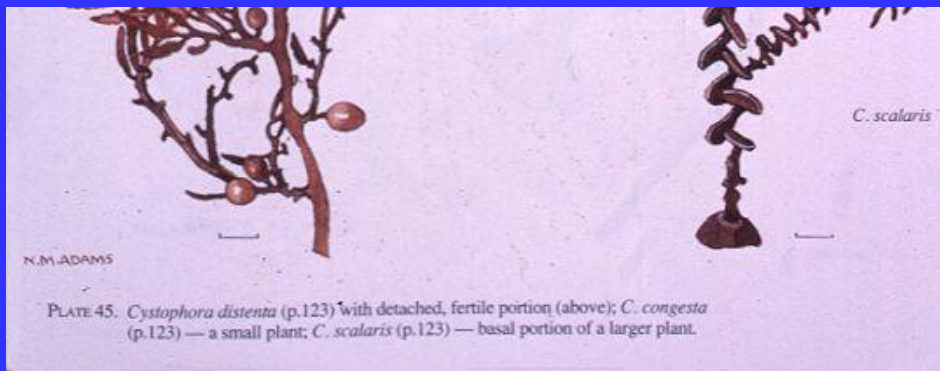 C. scalaris
N.M. ADAMS
PLATE 45. Cystophora distenta (p.123) with detached, fertile portion (above); C. congesta
(p.123) — a small plant; C. scalaris (p.123) — basal portion of a larger plant.